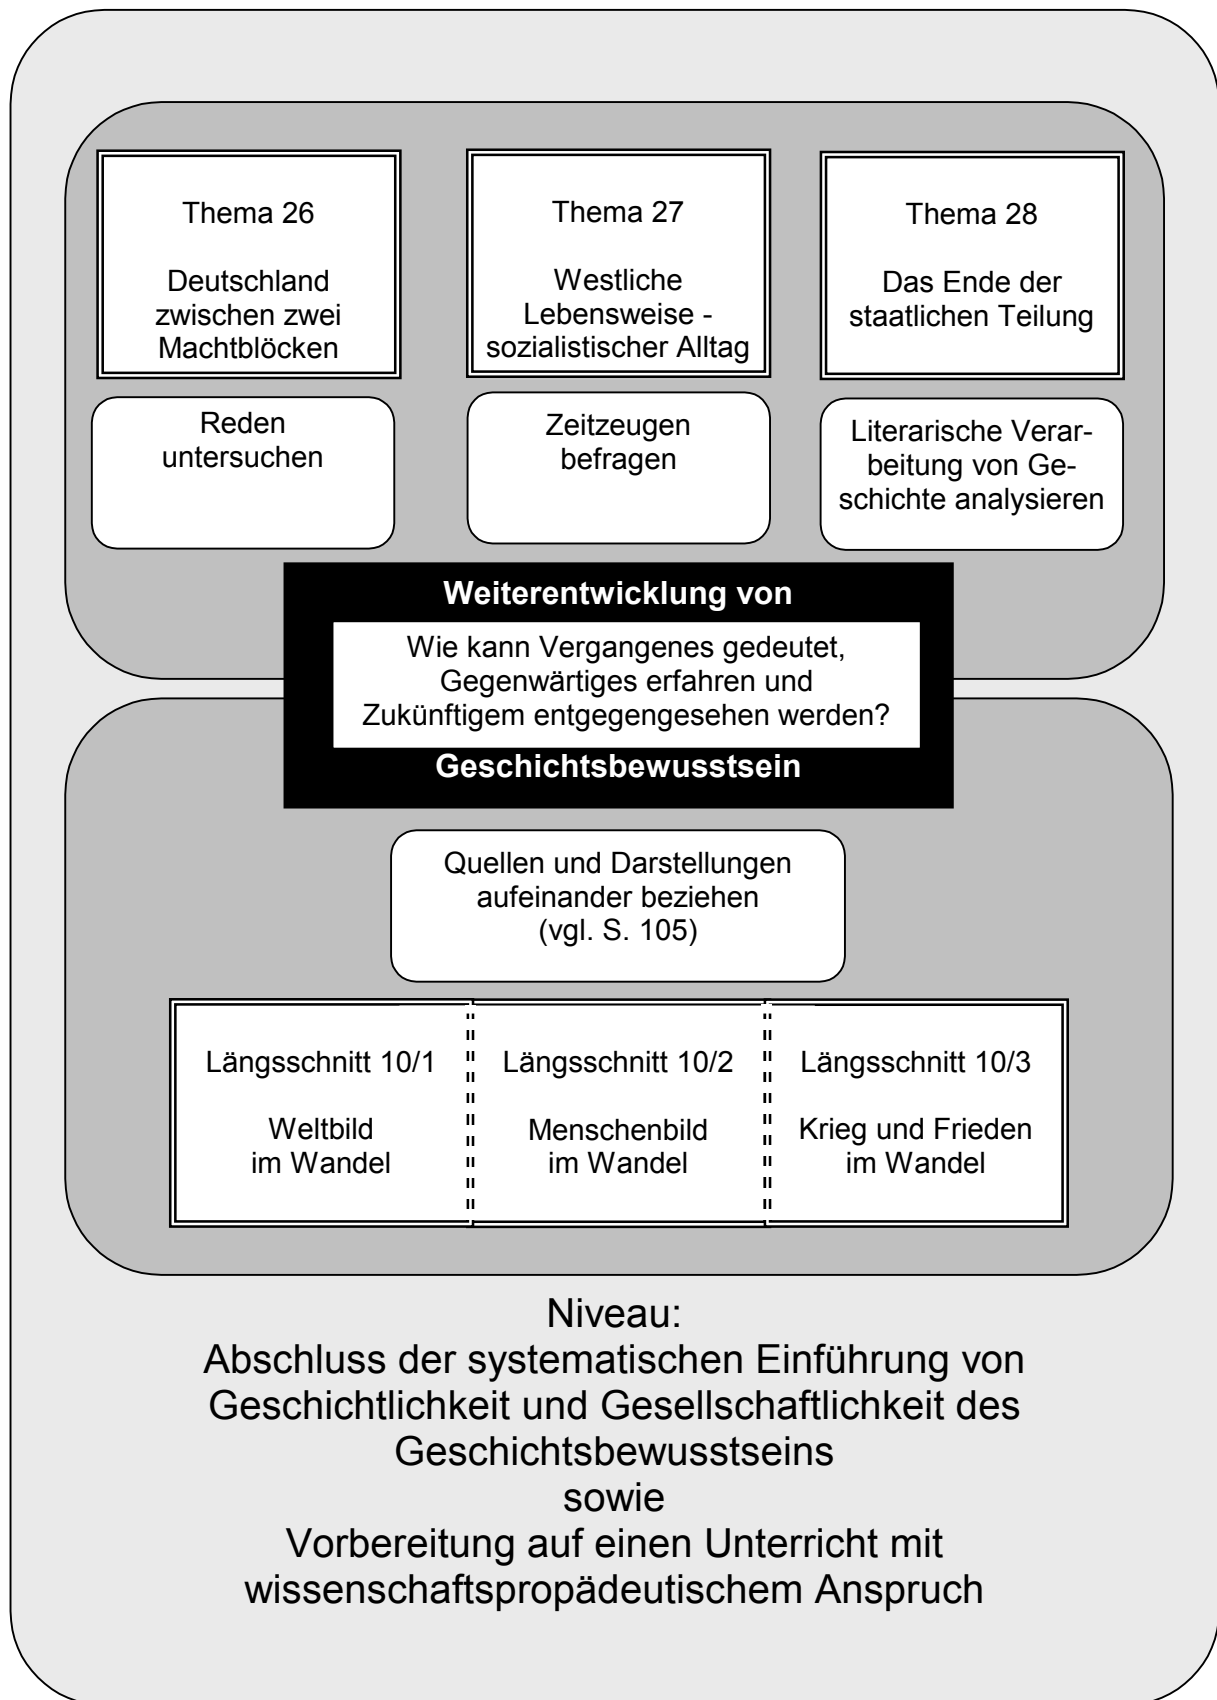 Thema 26
Deutschland
zwischen zwei
Machtblöcken
Thema 27
Westliche
Lebensweise -
sozialistischer Alltag
Thema 28
Das Ende der
staatlichen Teilung
Reden
untersuchen
Zeitzeugen
befragen
Literarische Verar-
beitung von Ge-
schichte analysieren
Weiterentwicklung von
Wie kann Vergangenes gedeutet,
Gegenwärtiges erfahren und
Zukünftigem entgegengesehen werden?
Geschichtsbewusstsein
Quellen und Darstellungen
aufeinander beziehen
(vgl. S. 105)
Längsschnitt 10/1
Weltbild
im Wandel
Längsschnitt 10/2
Menschenbild
im Wandel
Längsschnitt 10/3
Krieg und Frieden
im Wandel
Niveau:
Abschluss der systematischen Einführung von
Geschichtlichkeit und Gesellschaftlichkeit des
Geschichtsbewusstseins
sowie
Vorbereitung auf einen Unterricht mit
wissenschaftspropädeutischem Anspruch